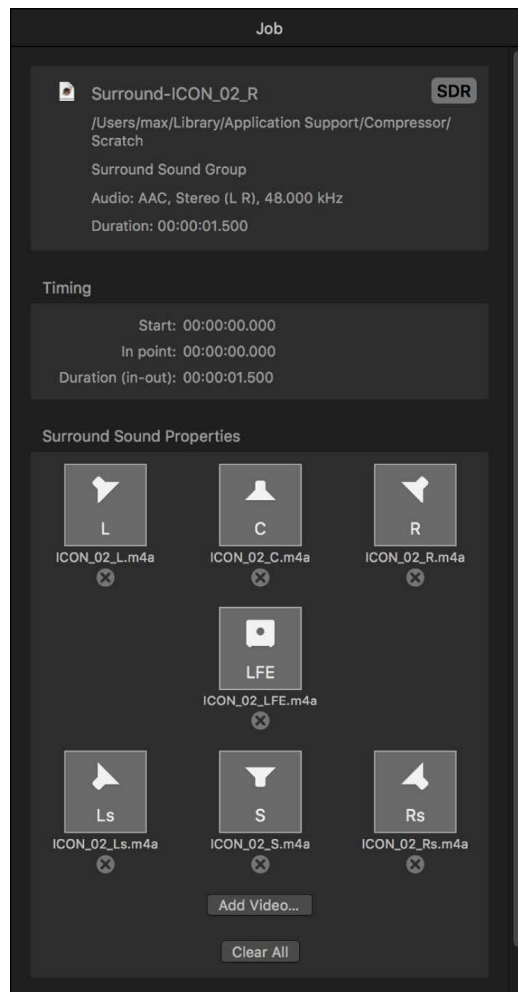 Job
Surround-ICON_02_R
SDR
/Users/max/Library/Application Support/Compressor/
Scratch
Surround Sound Group
Audio: AAC, Stereo (L R), 48.000 kHz
Duration: 00:00:01.500
Timing
Start: 00:00:00.000
In point: 00:00:00.000
Duration (in-out): 00:00:01.500
Surround Sound Properties
L
C
R
ICON_02_L.m4a
ICON_02_C.m4a
ICON_02_R.m4a
LFE
ICON_02_LFE.m4a
Ls
S
Rs
ICON_02_Ls.m4a
ICON_02_S.m4a
ICON_02_Rs.m4a
Add Video...
Clear All